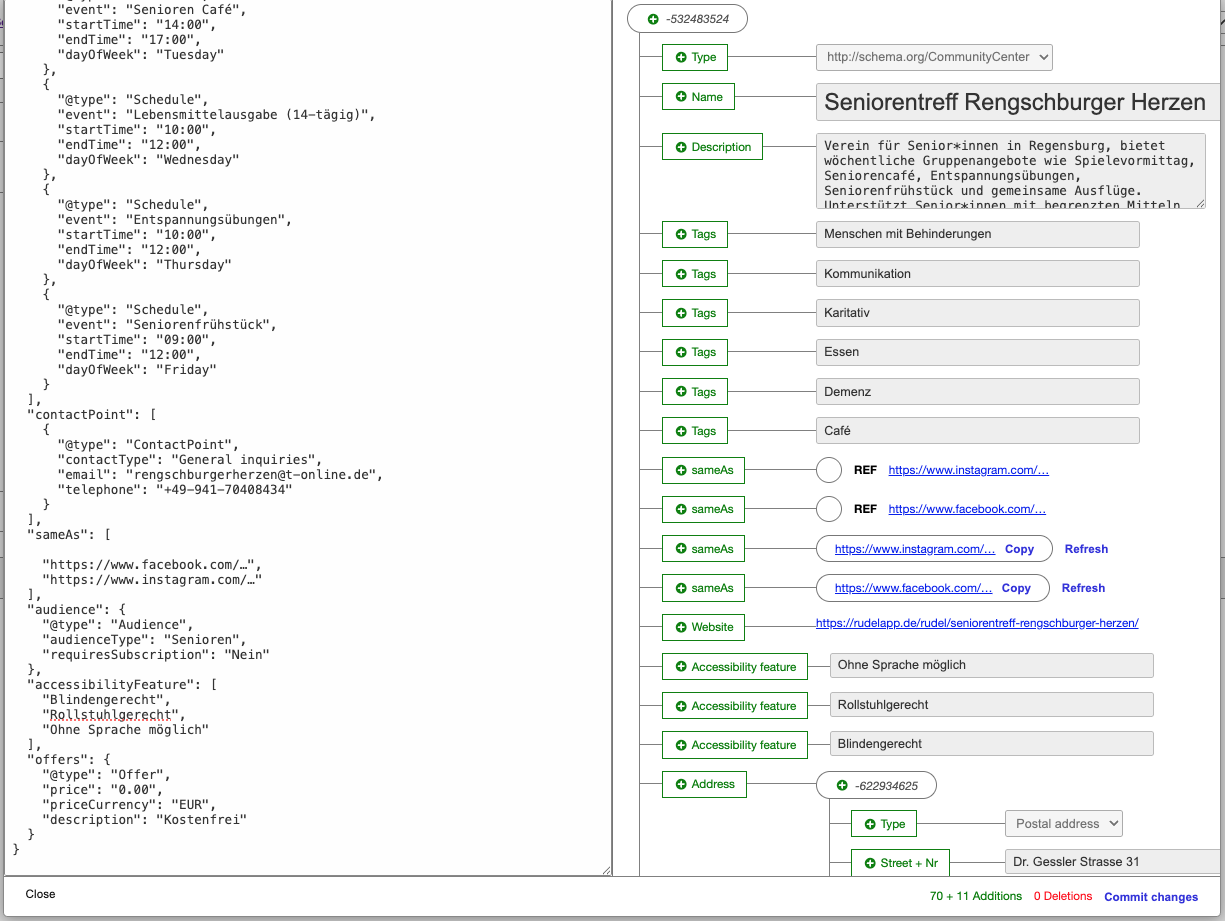 "event": "Senioren Café",
"startTime": "14:00",
"endTime": "17:00",
"dayOfWeek": "Tuesday"
},
{
"@type": "Schedule",
"event": "Lebensmittelausgabe (14-tägig)",
"startTime": "10:00",
"endTime": "12:00",
"dayOfWeek": "Wednesday"
},
{
"@type": "Schedule",
"event": "Entspannungsübungen",
"startTime": "10:00",
"endTime": "12:00",
"dayOfWeek": "Thursday"
},
{
"@type": "Schedule",
"event": "Seniorenfrühstück",
"startTime": "09:00",
"endTime": "12:00",
"dayOfWeek": "Friday"
}
],
"contactPoint": [
{
"@type": "ContactPoint",
"contactType": "General inquiries",
"email": "rengschburgerherzen@t-online.de",
"telephone": "+49-941-70408434"
}
],
"sameAs": [
"https://www.facebook.com/…",
"https://www.instagram.com/…"
],
"audience": {
"@type": "Audience",
"audienceType": "Senioren",
"requiresSubscription": "Nein"
},
"accessibilityFeature": [
"Blindengerecht",
"Rollstuhlgerecht",
"Ohne Sprache möglich"
],
"offers": {
"@type": "Offer",
"price": "0.00",
"priceCurrency": "EUR",
"description": "Kostenfrei"
}
}
-532483524
Type http://schema.org/CommunityCenter
Name Seniorentreff Rengschburger Herzen
Description Verein für Senior*innen in Regensburg, bietet
wöchentliche Gruppenangebote wie Spielevormittag,
Seniorencafé, Entspannungsübungen,
Seniorenfrühstück und gemeinsame Ausflüge.
Unterstützt Senior*innen mit begrenzten Mitteln
Tags Menschen mit Behinderungen
Tags Kommunikation
Tags Karitativ
Tags Essen
Tags Demenz
Tags Café
sameAs REF https://www.instagram.com/…
sameAs REF https://www.facebook.com/…
sameAs https://www.instagram.com/… Copy Refresh
sameAs https://www.facebook.com/… Copy Refresh
Website https://rudelapp.de/rudel/seniorentreff-rengschburger-herzen/
Accessibility feature Ohne Sprache möglich
Accessibility feature Rollstuhlgerecht
Accessibility feature Blindengerecht
Address -622934625
Type Postal address
Street + Nr Dr. Gessler Strasse 31
Close 70 + 11 Additions 0 Deletions Commit changes